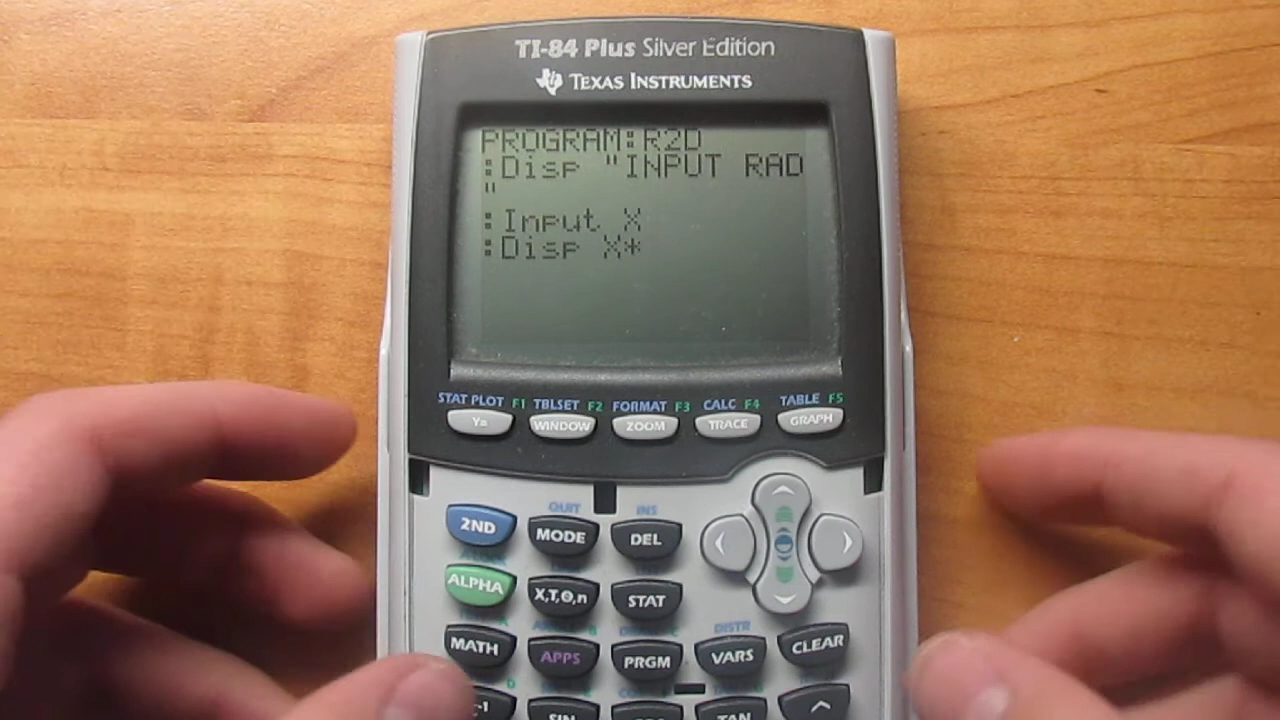 TI-84 Plus Silver Edition
TEXAS INSTRUMENTS
PROGRAM:R2D
:Disp "INPUT RAD
"
:Input X
:Disp X*
STAT PLOT F1 TBLSET F2 FORMAT F3 CALC F4 TABLE F5
Y= WINDOW ZOOM TRACE GRAPH
QUIT INS
2ND MODE DEL
ALPHA X,T,Θ,n STAT
A B C DISTR
MATH APPS PRGM VARS CLEAR
D
-1 SIN TAN